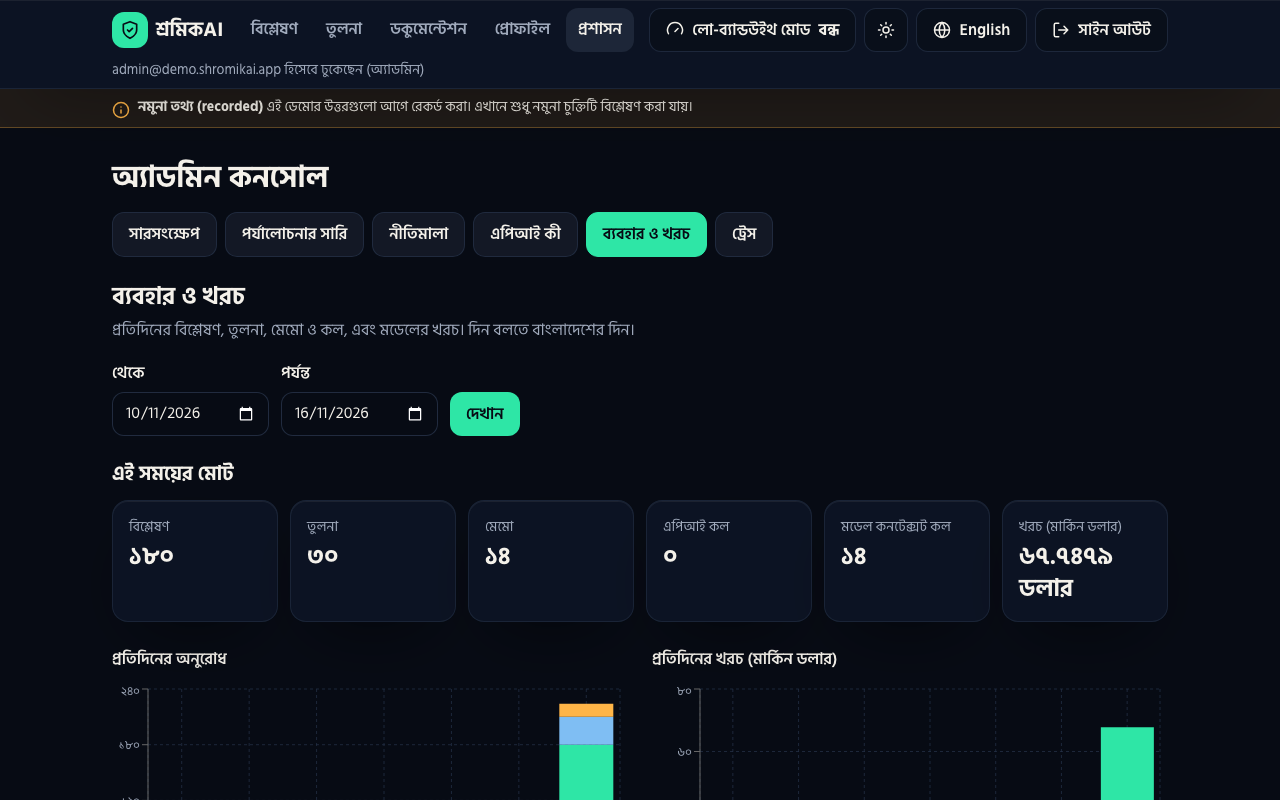 শ্রমিকAI
বিশ্লেষণ
তুলনা
ডকুমেন্টেশন
প্রোফাইল
প্রশাসন
লো-ব্যান্ডউইথ মোড বন্ধ
English
সাইন আউট
admin@demo.shromikai.app হিসেবে ঢুকেছেন (অ্যাডমিন)
নমুনা তথ্য (recorded) এই ডেমোর উত্তরগুলো আগে রেকর্ড করা। এখানে শুধু নমুনা চুক্তিটি বিশ্লেষণ করা যায়।
অ্যাডমিন কনসোল
সারসংক্ষেপ
পর্যালোচনার সারি
নীতিমালা
এপিআই কী
ব্যবহার ও খরচ
ট্রেস
ব্যবহার ও খরচ
প্রতিদিনের বিশ্লেষণ, তুলনা, মেমো ও কল, এবং মডেলের খরচ। দিন বলতে বাংলাদেশের দিন।
থেকে
পর্যন্ত
10/11/2026
16/11/2026
দেখান
এই সময়ের মোট
বিশ্লেষণ
১৮০
তুলনা
৩০
মেমো
১৪
এপিআই কল
০
মডেল কনটেক্সট কল
১৪
খরচ (মার্কিন ডলার)
৬৭.৭৪৭৯
ডলার
প্রতিদিনের অনুরোধ
প্রতিদিনের খরচ (মার্কিন ডলার)
২৪০
১৮০
৮০
৬০